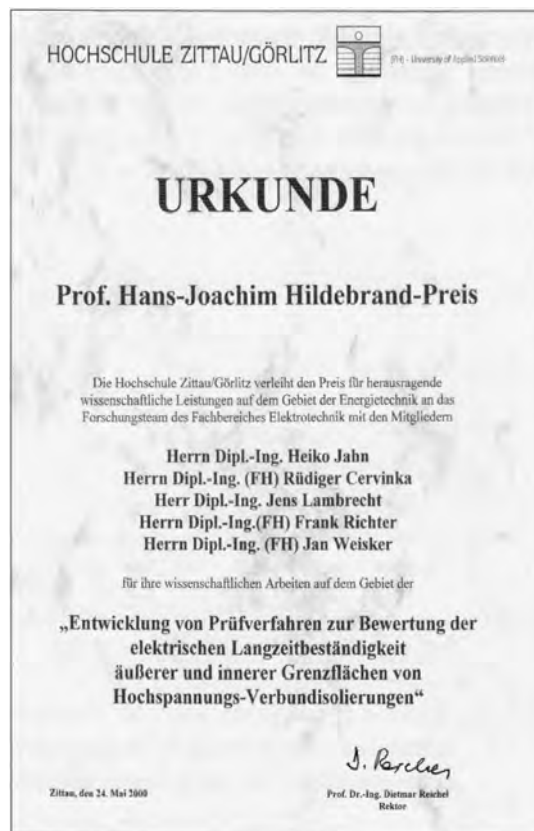 HOCHSCHULE ZITTAU/GÖRLITZ (FH) - University of Applied Sciences
URKUNDE
Prof. Hans-Joachim Hildebrand-Preis
Die Hochschule Zittau/Görlitz verleiht den Preis für herausragende
wissenschaftliche Leistungen auf dem Gebiet der Energietechnik an das
Forschungsteam des Fachbereiches Elektrotechnik mit den Mitgliedern
Herrn Dipl.-Ing. Heiko Jahn
Herrn Dipl.-Ing. (FH) Rüdiger Cervinka
Herr Dipl.-Ing. Jens Lambrecht
Herrn Dipl.-Ing.(FH) Frank Richter
Herrn Dipl.-Ing. (FH) Jan Weisker
für ihre wissenschaftlichen Arbeiten auf dem Gebiet der
„Entwicklung von Prüfverfahren zur Bewertung der
elektrischen Langzeitbeständigkeit
äußerer und innerer Grenzflächen von
Hochspannungs-Verbundisolierungen“
Zittau, den 24. Mai 2000
Prof. Dr.-Ing. Dietmar Reichel
Rektor